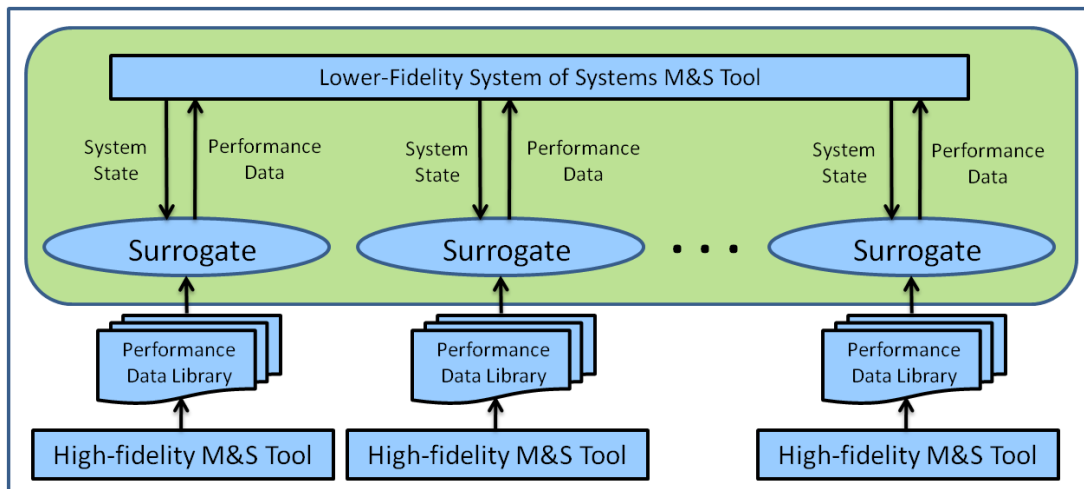 Lower-Fidelity System of Systems M&S Tool
System
State
Performance
Data
System
State
Performance
Data
System
State
Performance
Data
Surrogate
Surrogate
. . .
Surrogate
Performance
Data Library
Performance
Data Library
Performance
Data Library
High-fidelity M&S Tool
High-fidelity M&S Tool
High-fidelity M&S Tool